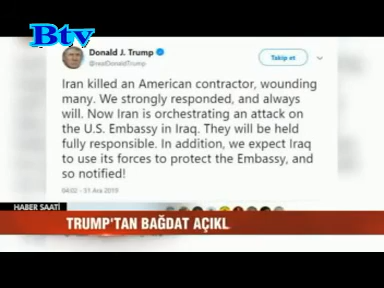 Btv
Donald J. Trump
@realDonaldTrump
Takip et
Iran killed an American contractor, wounding
many. We strongly responded, and always
will. Now Iran is orchestrating an attack on
the U.S. Embassy in Iraq. They will be held
fully responsible. In addition, we expect Iraq
to use its forces to protect the Embassy, and
so notified!
04:02 - 31 Ara 2019
HABER SAATİ
TRUMP'TAN BAĞDAT AÇIKL